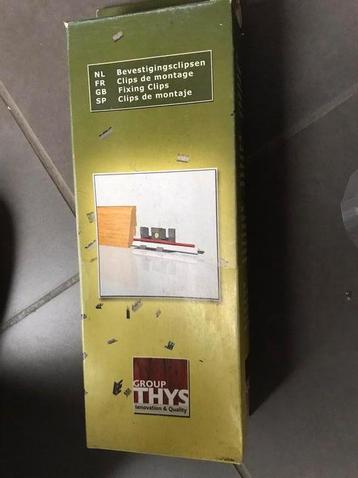 NL Bevestigingsclipsen
FR Clips de montage
GB Fixing Clips
SP Clips de montaje
GROUP
THYS
Innovation & Quality